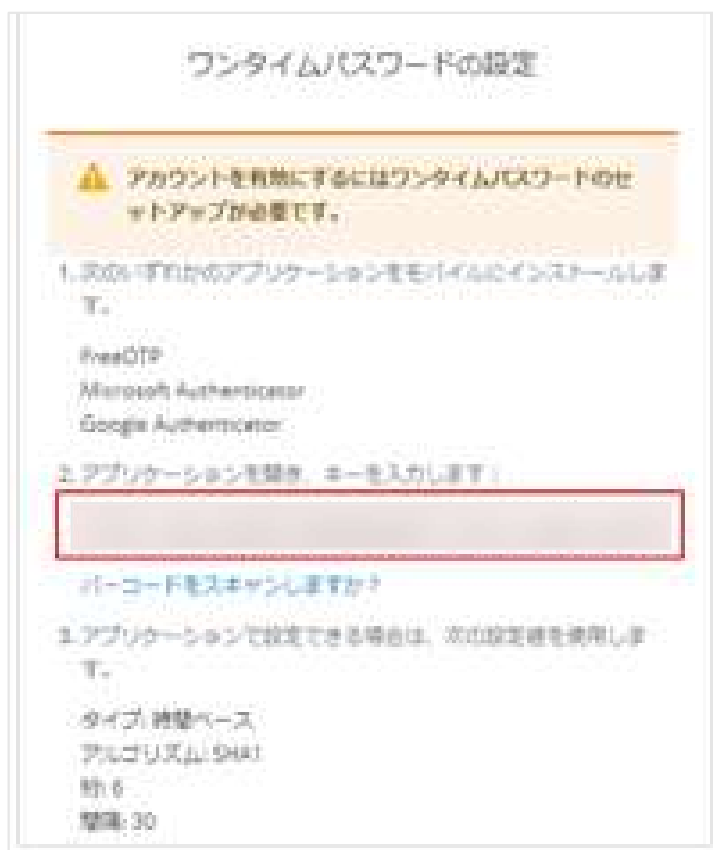 ワンタイムパスワードの設定
アカウントを有効にするにはワンタイムパスワードのセ
ットアップが必要です。
1. 次のいずれかのアプリケーションをモバイルにインストールしま
す。
FreeOTP
Microsoft Authenticator
Google Authenticator
2. アプリケーションを開き、キーを入力します:
バーコードをスキャンしますか?
3. アプリケーションで設定できる場合は、次の設定値を使用しま
す。
タイプ: 時間ベース
アルゴリズム: SHA1
桁: 6
間隔: 30